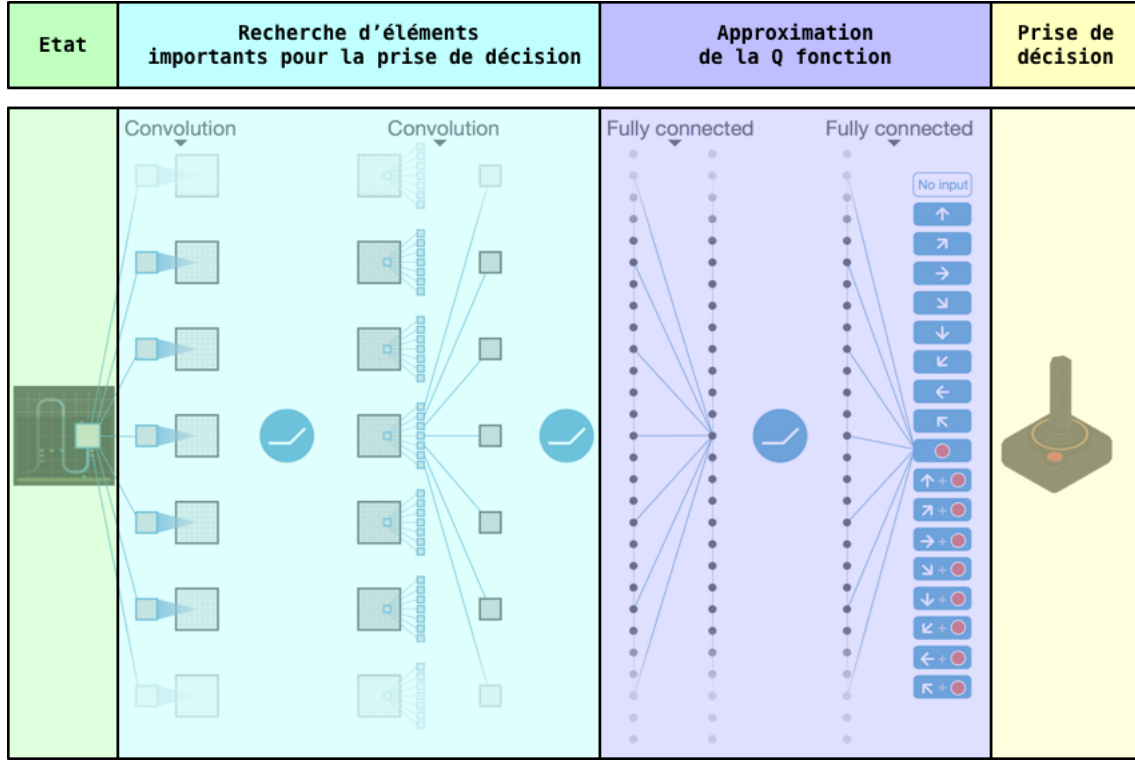 Etat
Recherche d'éléments
importants pour la prise de décision
Approximation
de la Q fonction
Prise de
décision
Convolution
Convolution
Fully connected
Fully connected
No input
+
+
+
+
+
+
+
+